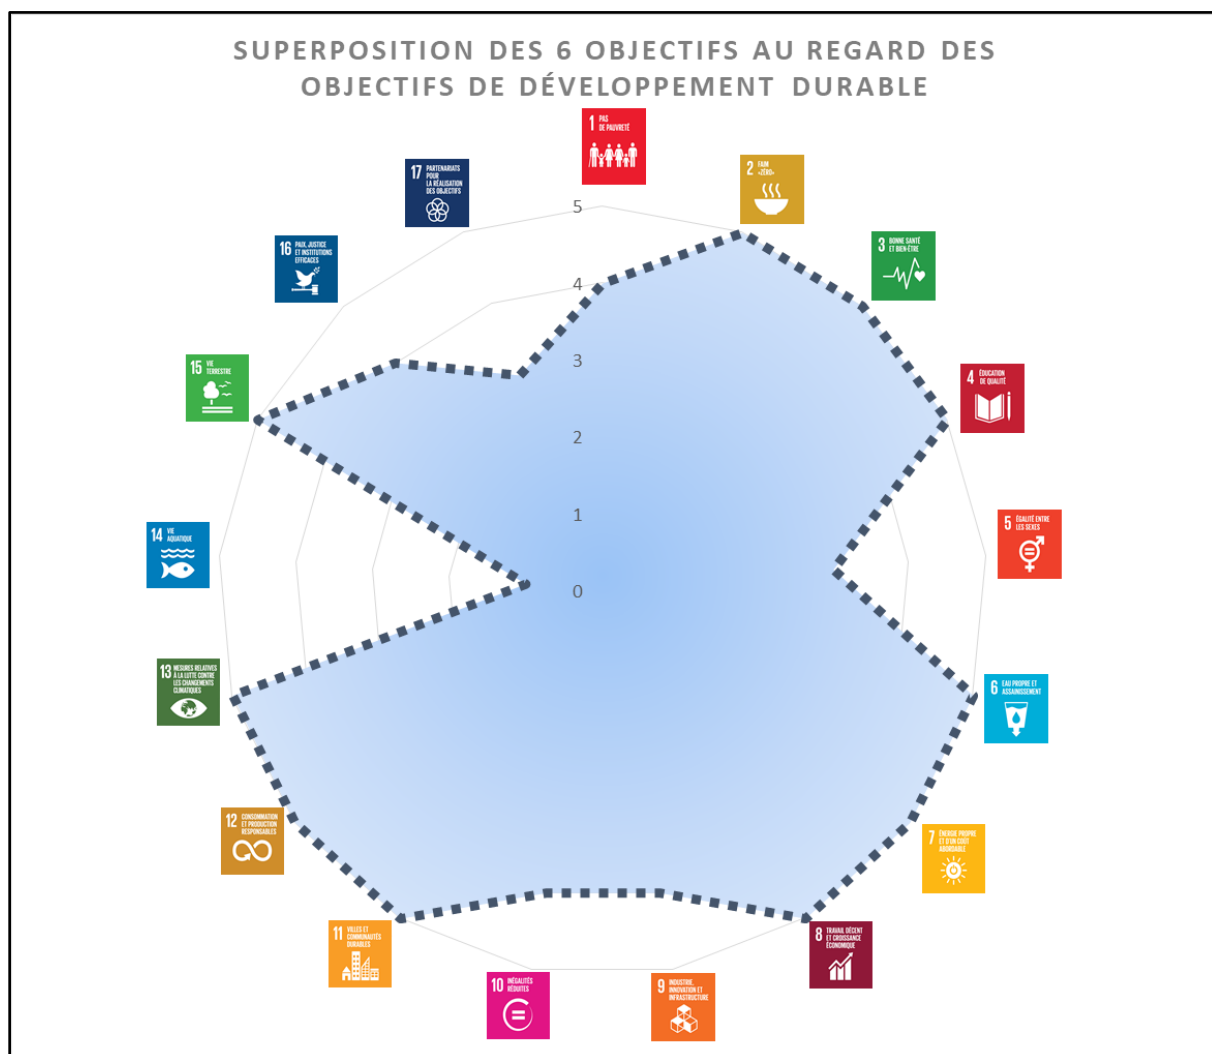 SUPERPOSITION DES 6 OBJECTIFS AU REGARD DES
OBJECTIFS DE DÉVELOPPEMENT DURABLE
1 PAS
DE PAUVRETÉ
2 FAIM
«ZÉRO»
3 BONNE SANTÉ
ET BIEN-ÊTRE
4 ÉDUCATION
DE QUALITÉ
5 ÉGALITÉ ENTRE
LES SEXES
6 EAU PROPRE ET
ASSAINISSEMENT
7 ÉNERGIE PROPRE
ET D'UN COÛT
ABORDABLE
8 TRAVAIL DÉCENT
ET CROISSANCE
ÉCONOMIQUE
9 INDUSTRIE,
INNOVATION ET
INFRASTRUCTURE
10 INÉGALITÉS
RÉDUITES
11 VILLES ET
COMMUNAUTÉS
DURABLES
12 CONSOMMATION
ET PRODUCTION
RESPONSABLES
13 MESURES RELATIVES
À LA LUTTE CONTRE
LES CHANGEMENTS
CLIMATIQUES
14 VIE
AQUATIQUE
15 VIE
TERRESTRE
16 PAIX, JUSTICE
ET INSTITUTIONS
EFFICACES
17 PARTENARIATS
POUR
LA RÉALISATION
DES OBJECTIFS
5
4
3
2
1
0